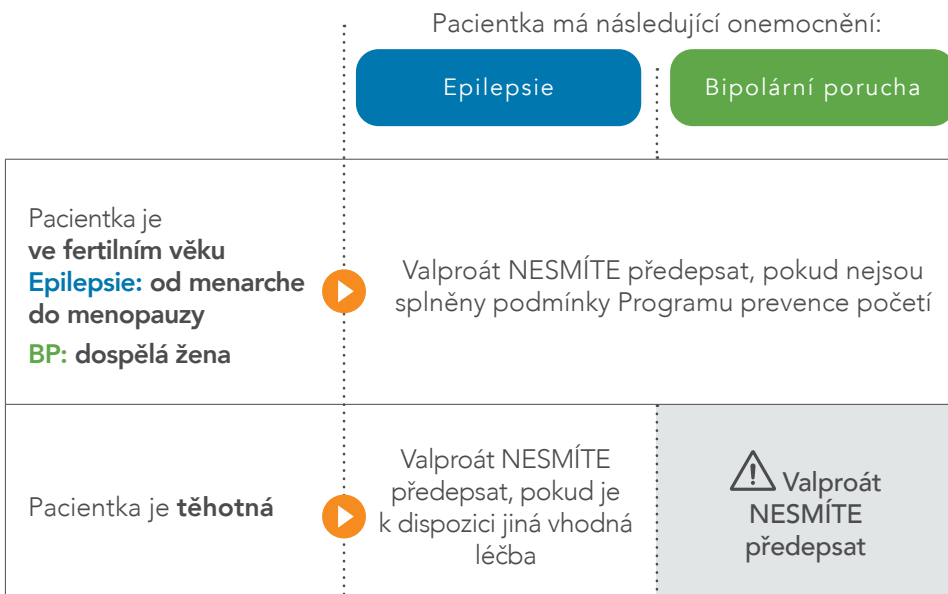 Pacientka má následující onemocnění:
Epilepsie
Bipolární porucha
Pacientka je
ve fertilním věku
Epilepsie: od menarche
do menopauzy
BP: dospělá žena
Valproát NESMÍTE předepsat, pokud nejsou
splněny podmínky Programu prevence početí
Pacientka je těhotná
Valproát NESMÍTE
předepsat, pokud je
k dispozici jiná vhodná
léčba
Valproát
NESMÍTE
předepsat